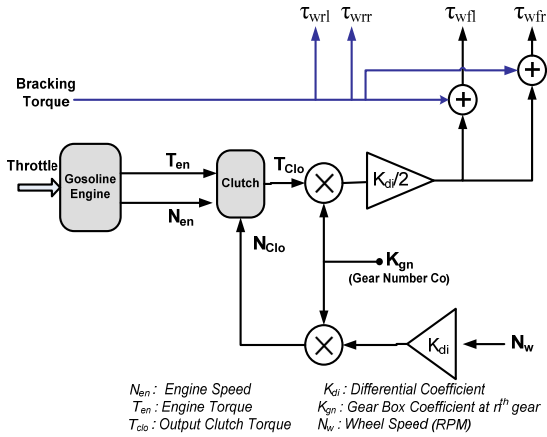 τwrl τwrr τwfl τwfr
Bracking
Torque
+
+
Throttle
Gosoline
Engine
Ten
Nen
Clutch
TClo
×
Kdi/2
NClo
Kgn
(Gear Number Co)
×
Kdi
Nw
Nen : Engine Speed
Ten : Engine Torque
Tclo : Output Clutch Torque
Kdi : Differential Coefficient
Kgn : Gear Box Coefficient at nth gear
Nw : Wheel Speed (RPM)